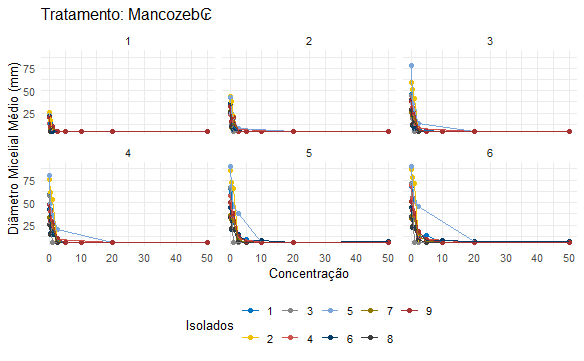 Tratamento: MancozebC
1 2 3
75
50
25
4 5 6
75
50
25
0 10 20 30 40 50 0 10 20 30 40 50 0 10 20 30 40 50
Diâmetro Micelial Médio (mm)
Concentração
Isolados
1 3 5 7 9
2 4 6 8